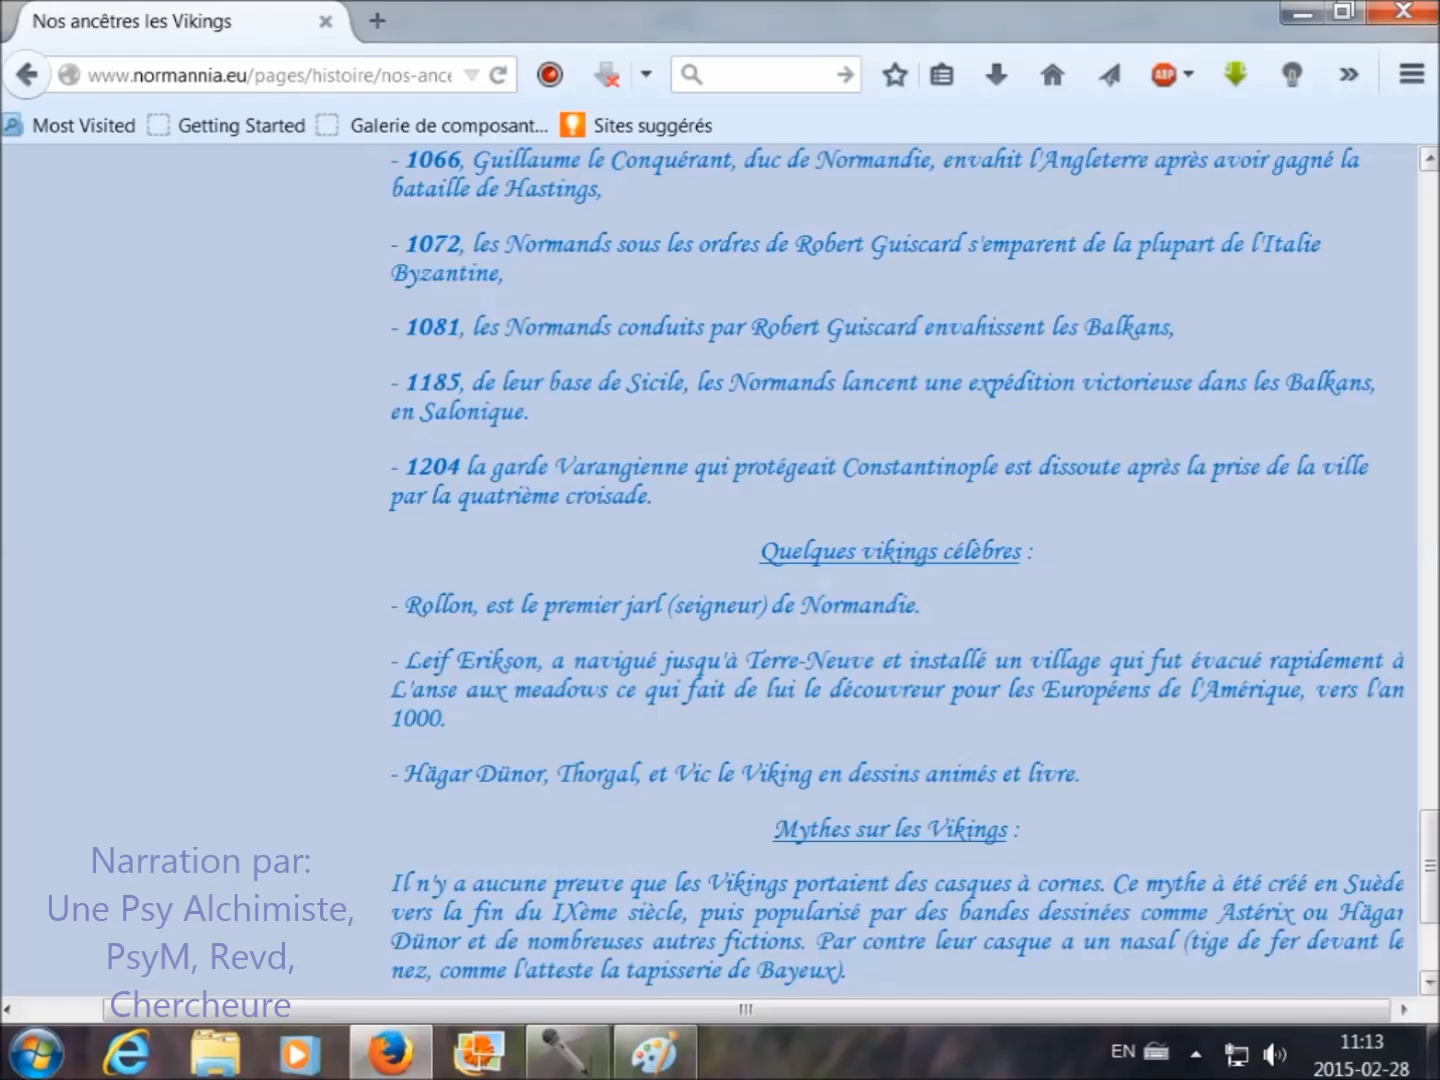 Nos ancêtres les Vikings
www.normannia.eu/pages/histoire/nos-ance
ABP
Most Visited
Getting Started
Galerie de composant...
Sites suggérés
- 1066, Guillaume le Conquérant, duc de Normandie, envahit l'Angleterre après avoir gagné la
bataille de Hastings,
- 1072, les Normands sous les ordres de Robert Guiscard s'emparent de la plupart de l'Italie
Byzantine,
- 1081, les Normands conduits par Robert Guiscard envahissent les Balkans,
- 1185, de leur base de Sicile, les Normands lancent une expédition victorieuse dans les Balkans,
en Salonique.
- 1204 la garde Varangienne qui protégeait Constantinople est dissoute après la prise de la ville
par la quatrième croisade.
Quelques vikings célèbres :
- Rollon, est le premier jarl (seigneur) de Normandie.
- Leif Erikson, a navigué jusqu'à Terre-Neuve et installé un village qui fut évacué rapidement à
L'anse aux meadows ce qui fait de lui le découvreur pour les Européens de l'Amérique, vers l'an
1000.
- Hägar Dünor, Thorgal, et Vic le Viking en dessins animés et livre.
Mythes sur les Vikings :
Il n'y a aucune preuve que les Vikings portaient des casques à cornes. Ce mythe à été créé en Suède
vers la fin du IXème siècle, puis popularisé par des bandes dessinées comme Astérix ou Hägar
Dünor et de nombreuses autres fictions. Par contre leur casque a un nasal (tige de fer devant le
nez, comme l'atteste la tapisserie de Bayeux).
Narration par:
Une Psy Alchimiste,
PsyM, Revd,
Chercheure
EN
11:13
2015-02-28